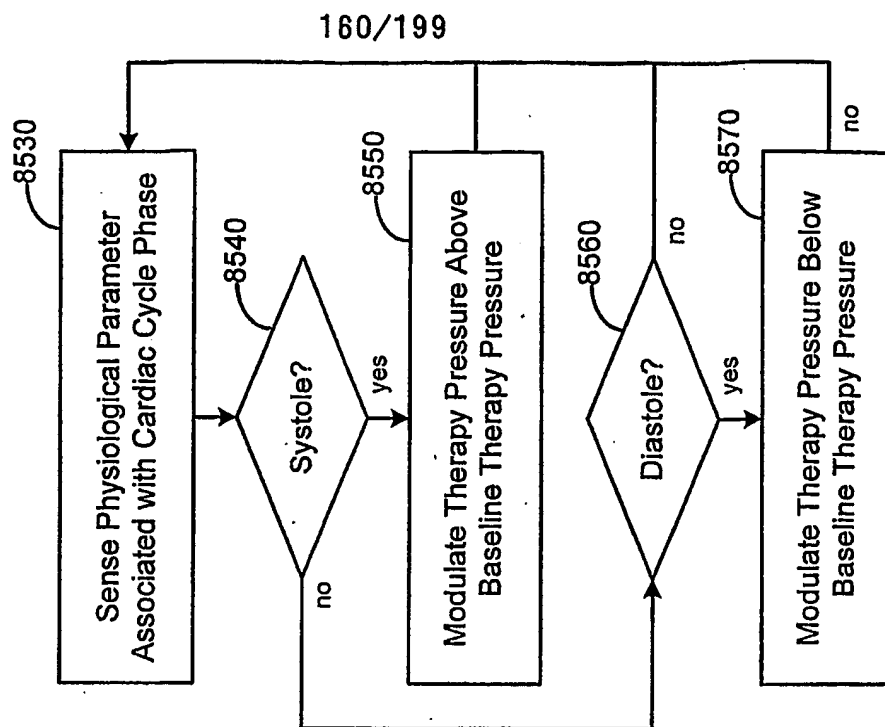 160/199
8530
Sense Physiological Parameter
Associated with Cardiac Cycle Phase
8540
Systole?
no
yes
8550
Modulate Therapy Pressure Above
Baseline Therapy Pressure
8560
Diastole?
no
yes
8570
Modulate Therapy Pressure Below
Baseline Therapy Pressure
no